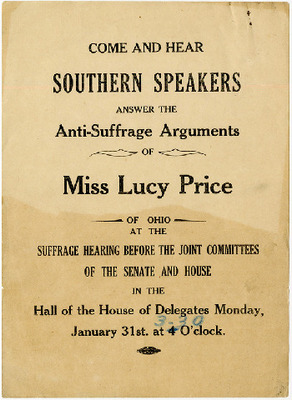 COME AND HEAR
SOUTHERN SPEAKERS
ANSWER THE
Anti-Suffrage Arguments
OF
Miss Lucy Price
OF OHIO
AT THE
SUFFRAGE HEARING BEFORE THE JOINT COMMITTEES
OF THE SENATE AND HOUSE
IN THE
Hall of the House of Delegates Monday,
3-30
January 31st. at 4 O'clock.